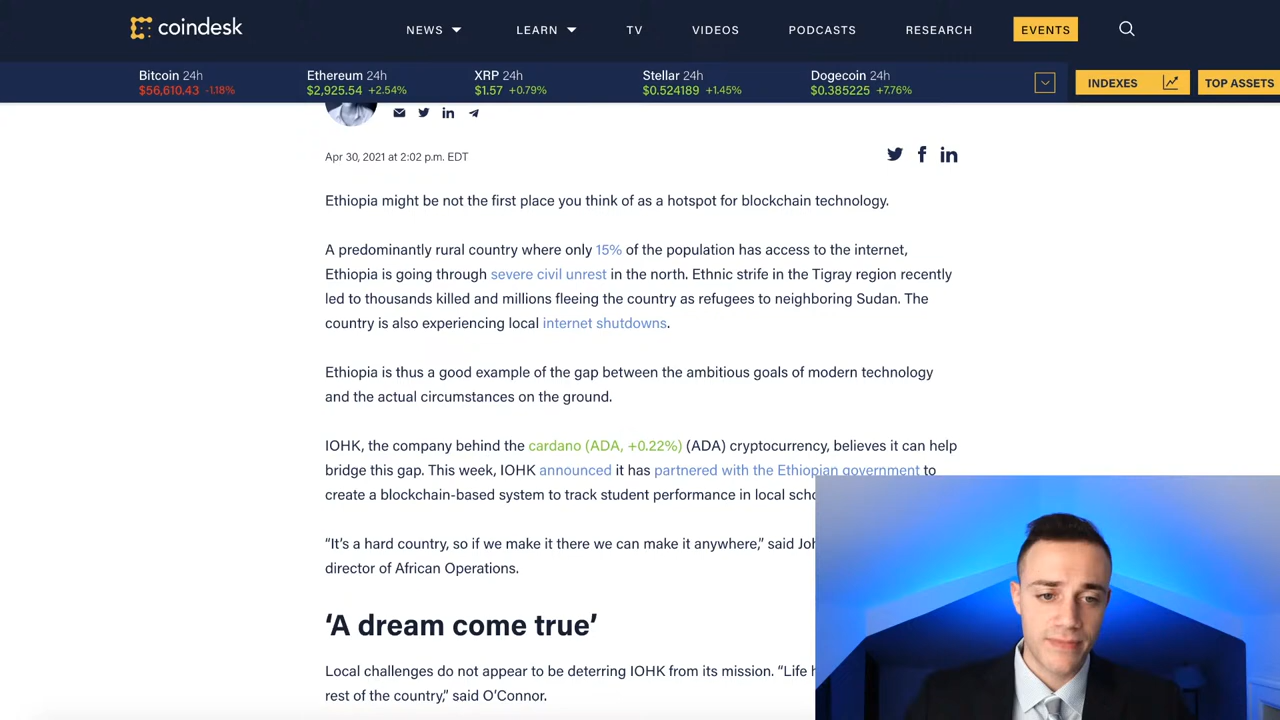 coindesk
NEWS LEARN TV VIDEOS PODCASTS RESEARCH EVENTS
Bitcoin 24h Ethereum 24h XRP 24h Stellar 24h Dogecoin 24h
$56,610.43 -1.18% $2,925.54 +2.54% $1.57 +0.79% $0.524189 +1.45% $0.385225 +7.76%
INDEXES TOP ASSETS
Apr 30, 2021 at 2:02 p.m. EDT
Ethiopia might be not the first place you think of as a hotspot for blockchain technology.
A predominantly rural country where only 15% of the population has access to the internet,
Ethiopia is going through severe civil unrest in the north. Ethnic strife in the Tigray region recently
led to thousands killed and millions fleeing the country as refugees to neighboring Sudan. The
country is also experiencing local internet shutdowns.
Ethiopia is thus a good example of the gap between the ambitious goals of modern technology
and the actual circumstances on the ground.
IOHK, the company behind the cardano (ADA, +0.22%) (ADA) cryptocurrency, believes it can help
bridge this gap. This week, IOHK announced it has partnered with the Ethiopian government to
create a blockchain-based system to track student performance in local
“It’s a hard country, so if we make it there we can make it anywhere,” said
director of African Operations.
‘A dream come true’
Local challenges do not appear to be deterring IOHK from its mission. “Life
rest of the country,” said O’Connor.